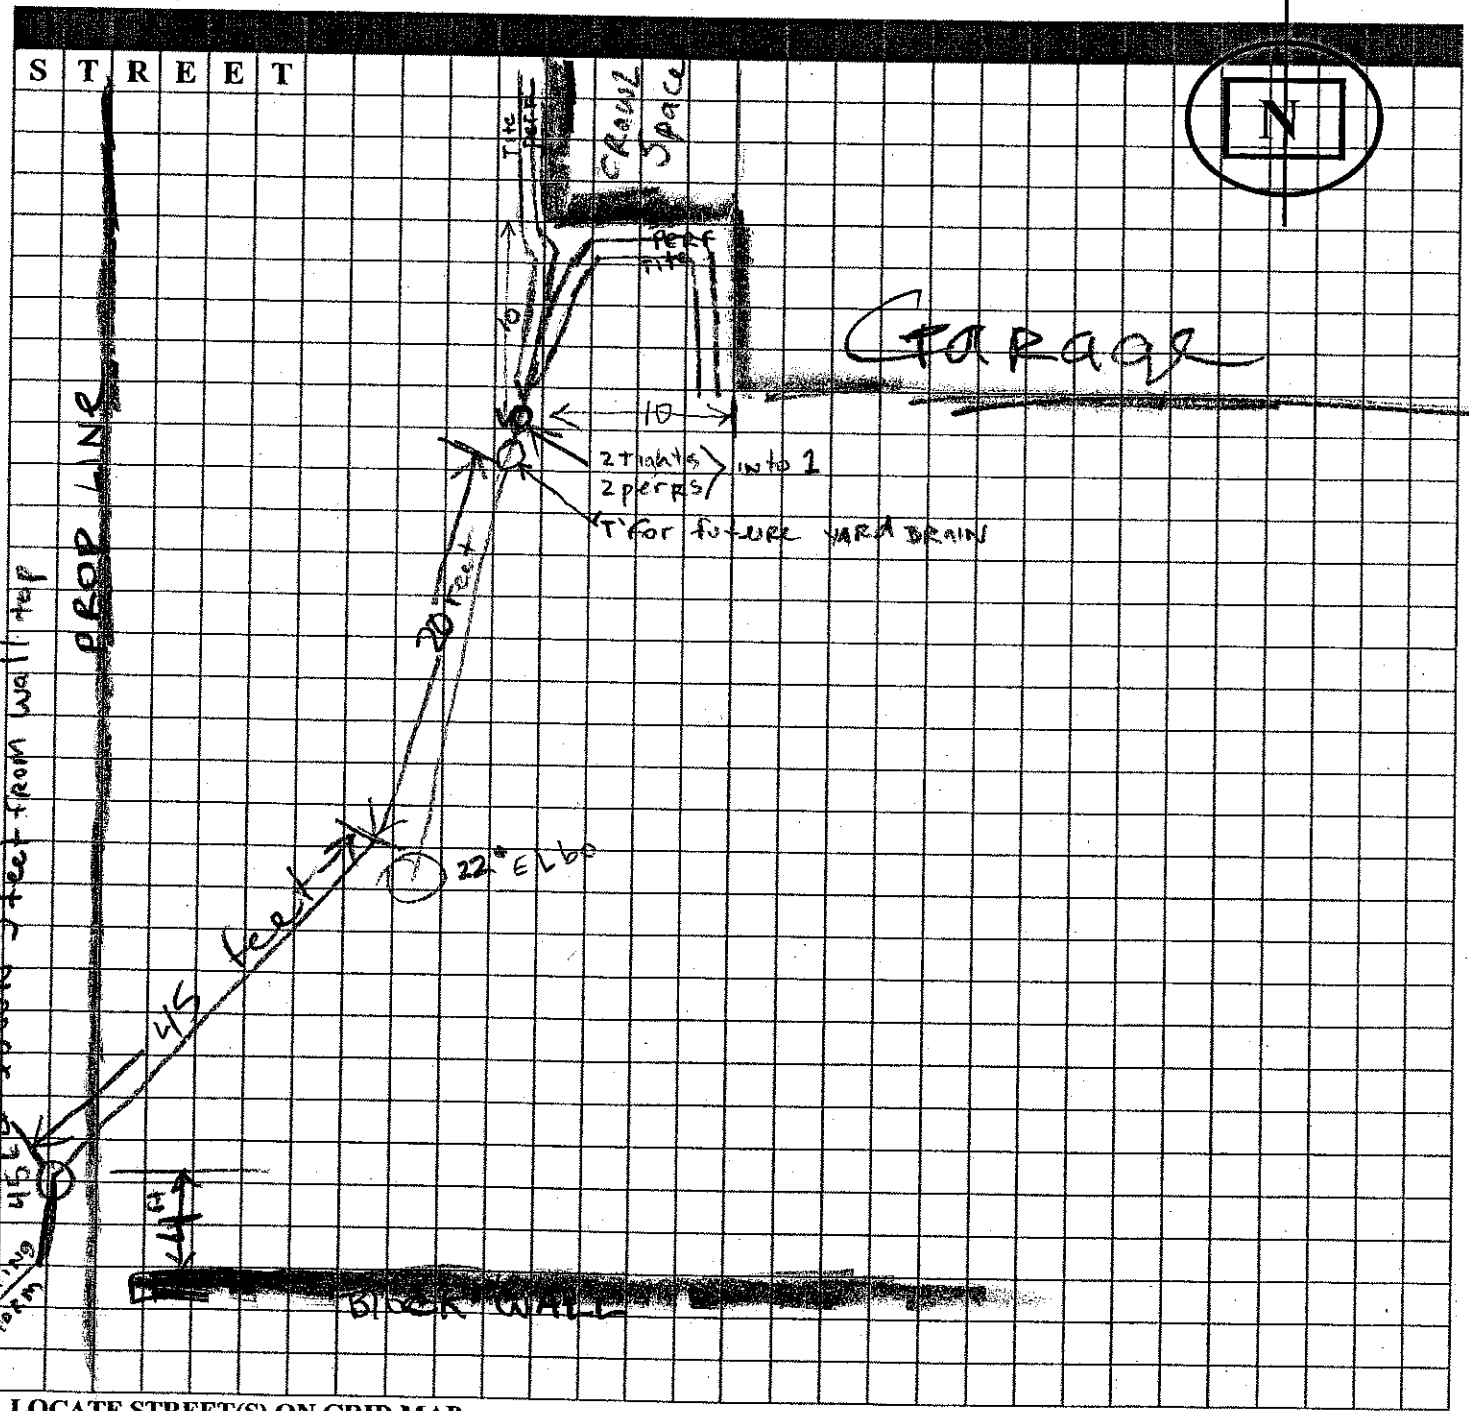 STREET
N
Tite
perf
CRawl
Space
PERF
Tite
10
Garage
10
2 Tights
2 perfs
into 1
'T' For future YARd DRAIN
PROP LINE
20 Feet
22° ELbo
45 feet
feet FROM Wall top
4 ft
Block WALL
LOCATE STREET(S) ON GRID MAP